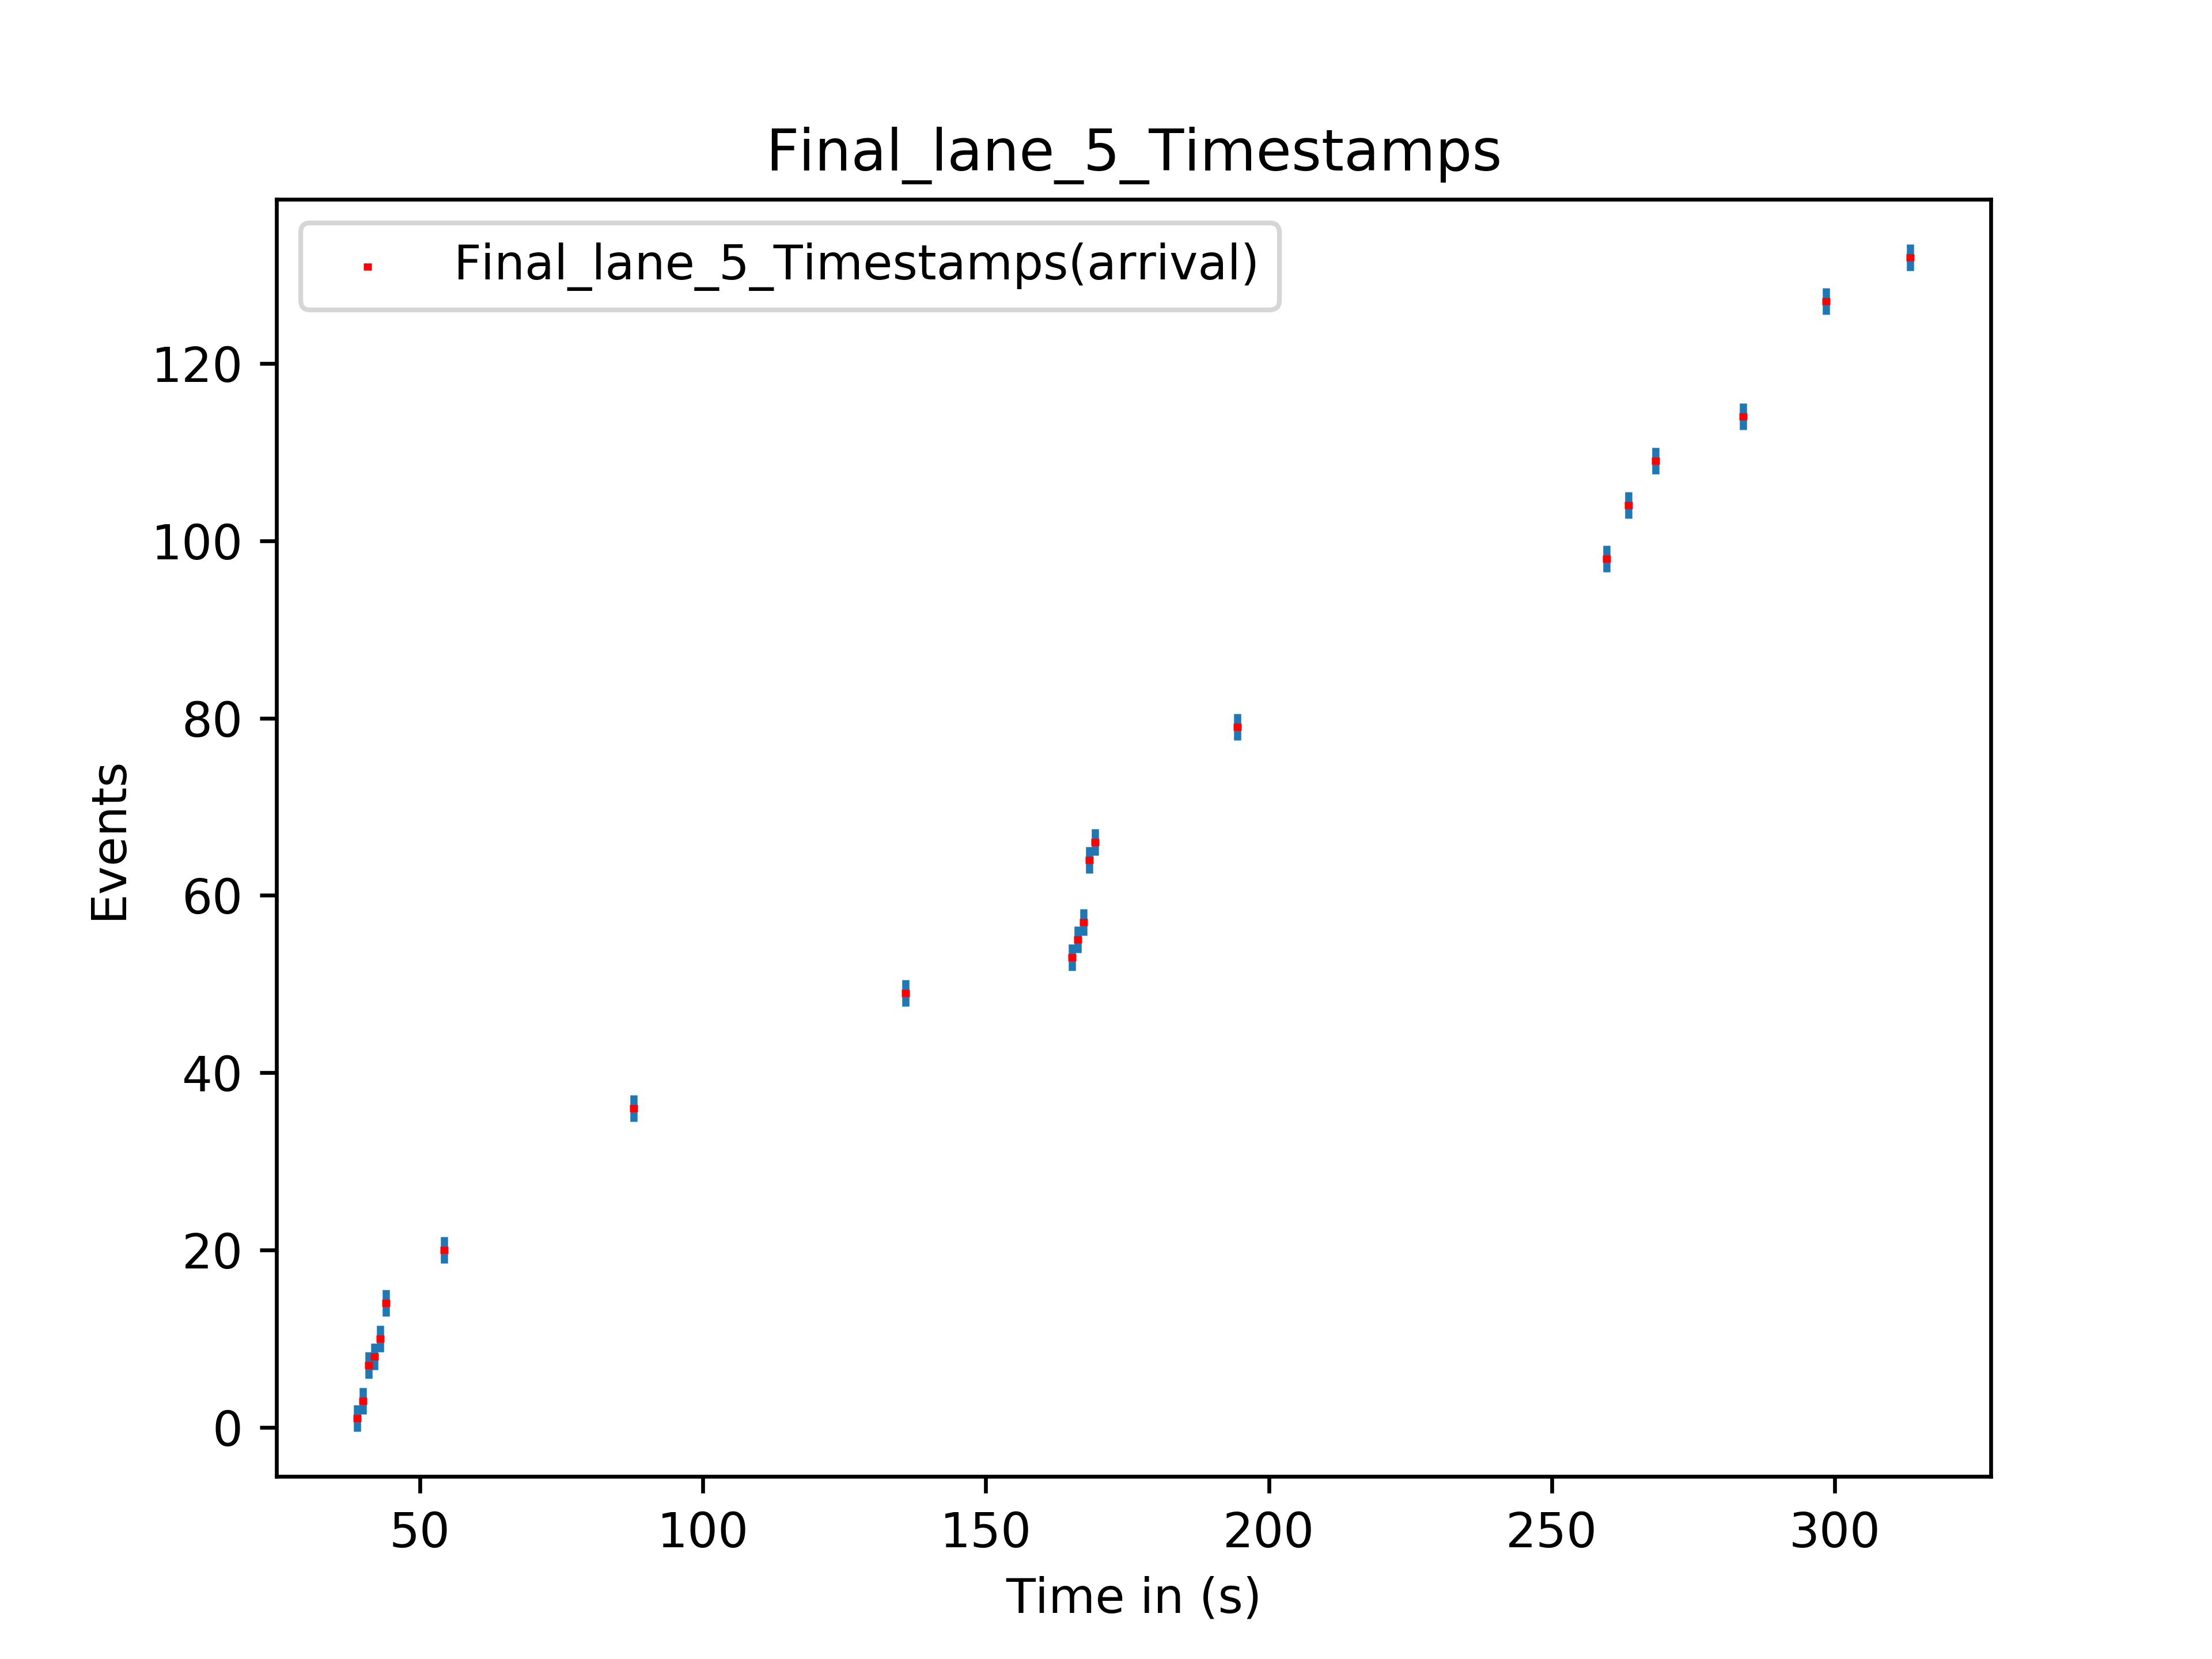 Final_lane_5_Timestamps
Final_lane_5_Timestamps(arrival)
120
100
80
60
40
20
0
Events
50 100 150 200 250 300
Time in (s)